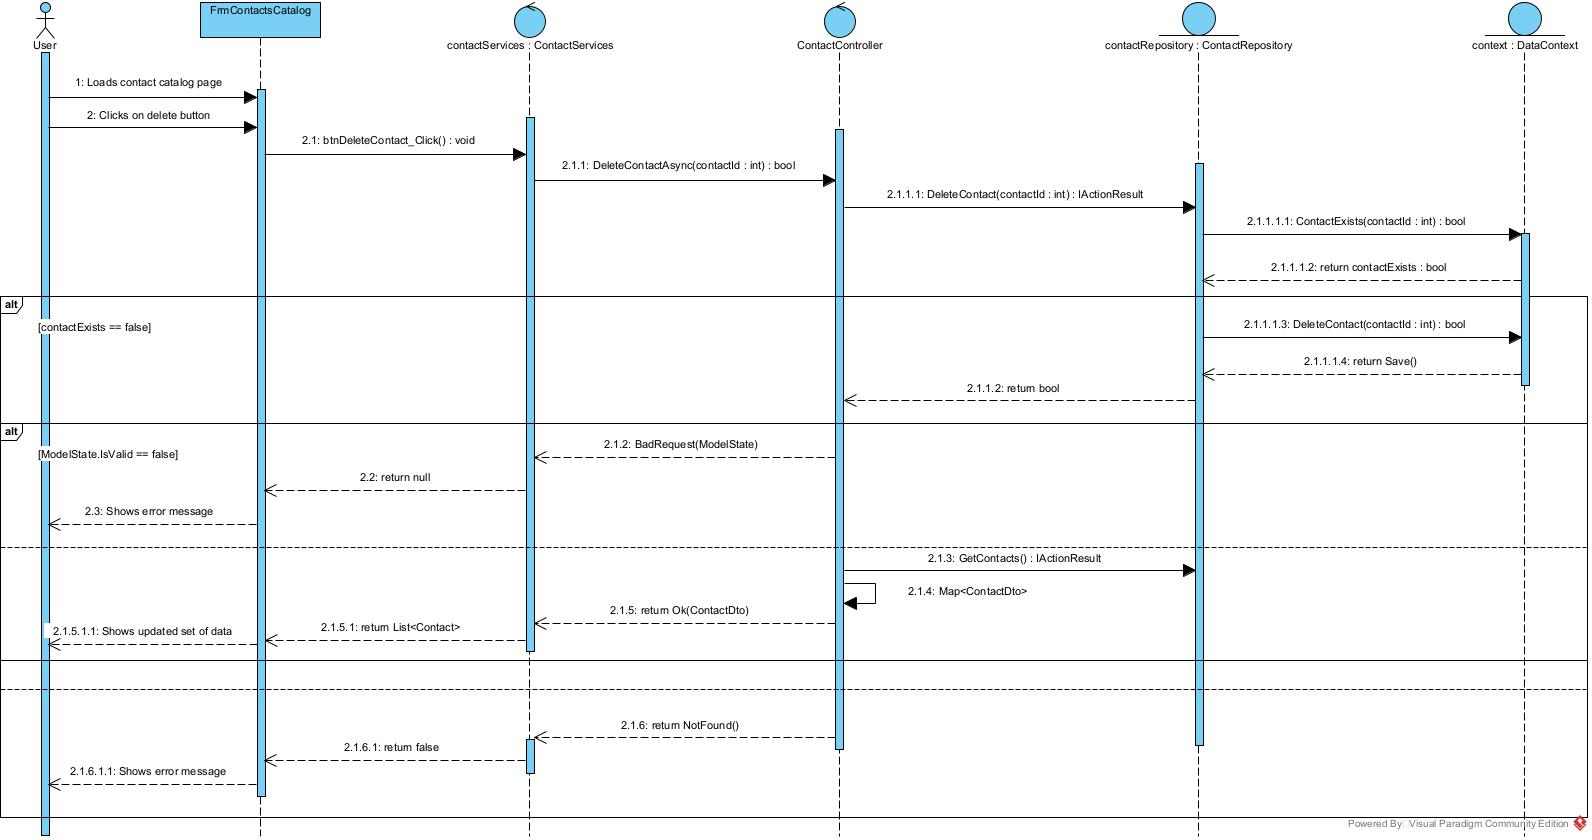 FrmContactsCatalog
User
contactServices : ContactServices
ContactController
contactRepository : ContactRepository
context : DataContext
1: Loads contact catalog page
2: Clicks on delete button
2.1: btnDeleteContact_Click() : void
2.1.1: DeleteContactAsync(contactId : int) : bool
2.1.1.1: DeleteContact(contactId : int) : IActionResult
2.1.1.1.1: ContactExists(contactId : int) : bool
2.1.1.1.2: return contactExists : bool
alt
[contactExists == false]
2.1.1.1.3: DeleteContact(contactId : int) : bool
2.1.1.1.4: return Save()
2.1.1.2: return bool
alt
[ModelState.IsValid == false]
2.1.2: BadRequest(ModelState)
2.2: return null
2.3: Shows error message
2.1.3: GetContacts() : IActionResult
2.1.4: Map<ContactDto>
2.1.5: return Ok(ContactDto)
2.1.5.1: return List<Contact>
2.1.5.1.1: Shows updated set of data
2.1.6: return NotFound()
2.1.6.1: return false
2.1.6.1.1: Shows error message
Powered By Visual Paradigm Community Edition